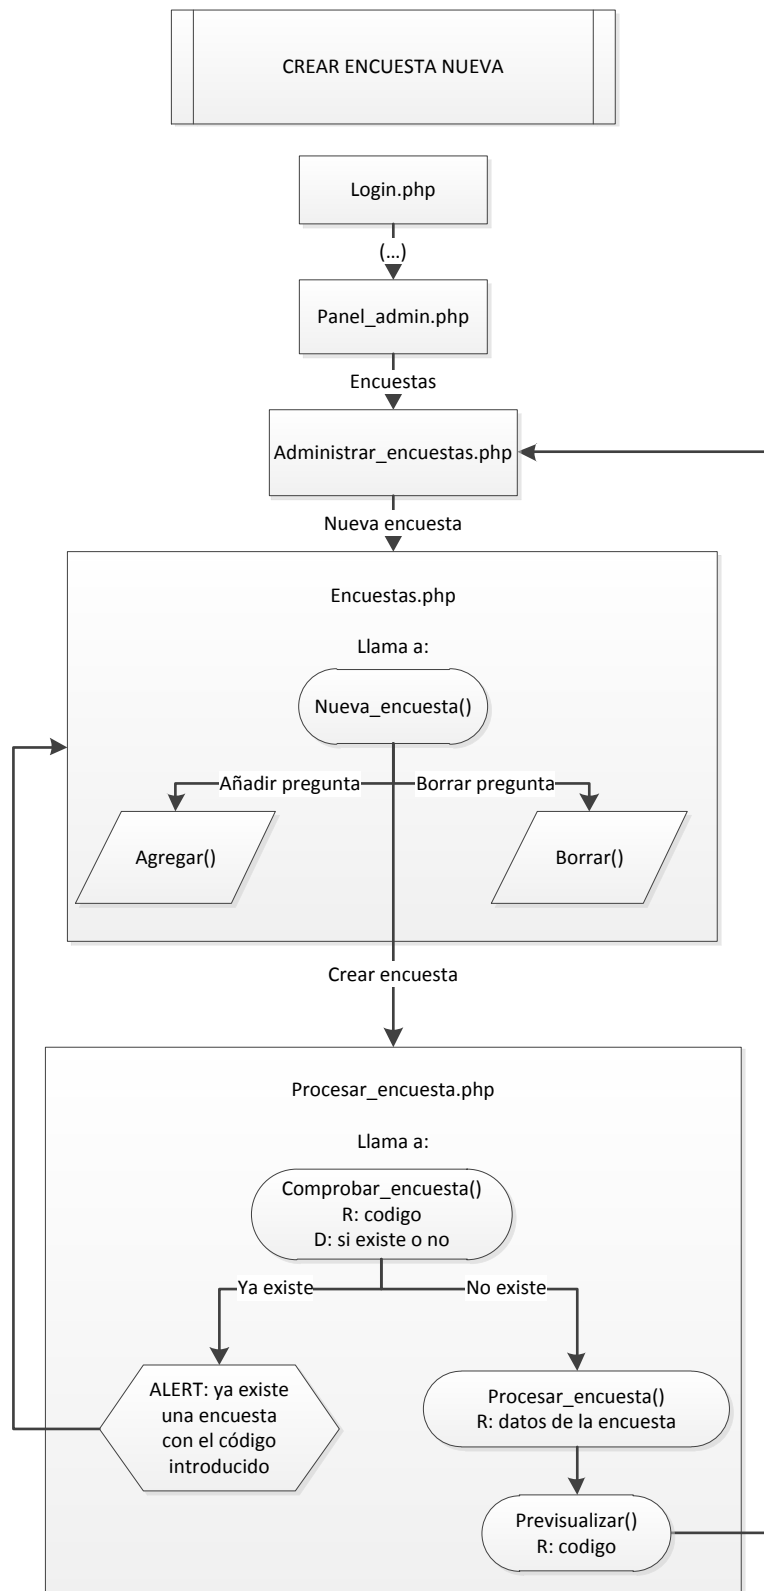 CREAR ENCUESTA NUEVA
Login.php
(...)
Panel_admin.php
Encuestas
Administrar_encuestas.php
Nueva encuesta
Encuestas.php
Llama a:
Nueva_encuesta()
Añadir pregunta
Borrar pregunta
Agregar()
Borrar()
Crear encuesta
Procesar_encuesta.php
Llama a:
Comprobar_encuesta()
R: codigo
D: si existe o no
Ya existe
No existe
ALERT: ya existe
una encuesta
con el código
introducido
Procesar_encuesta()
R: datos de la encuesta
Previsualizar()
R: codigo